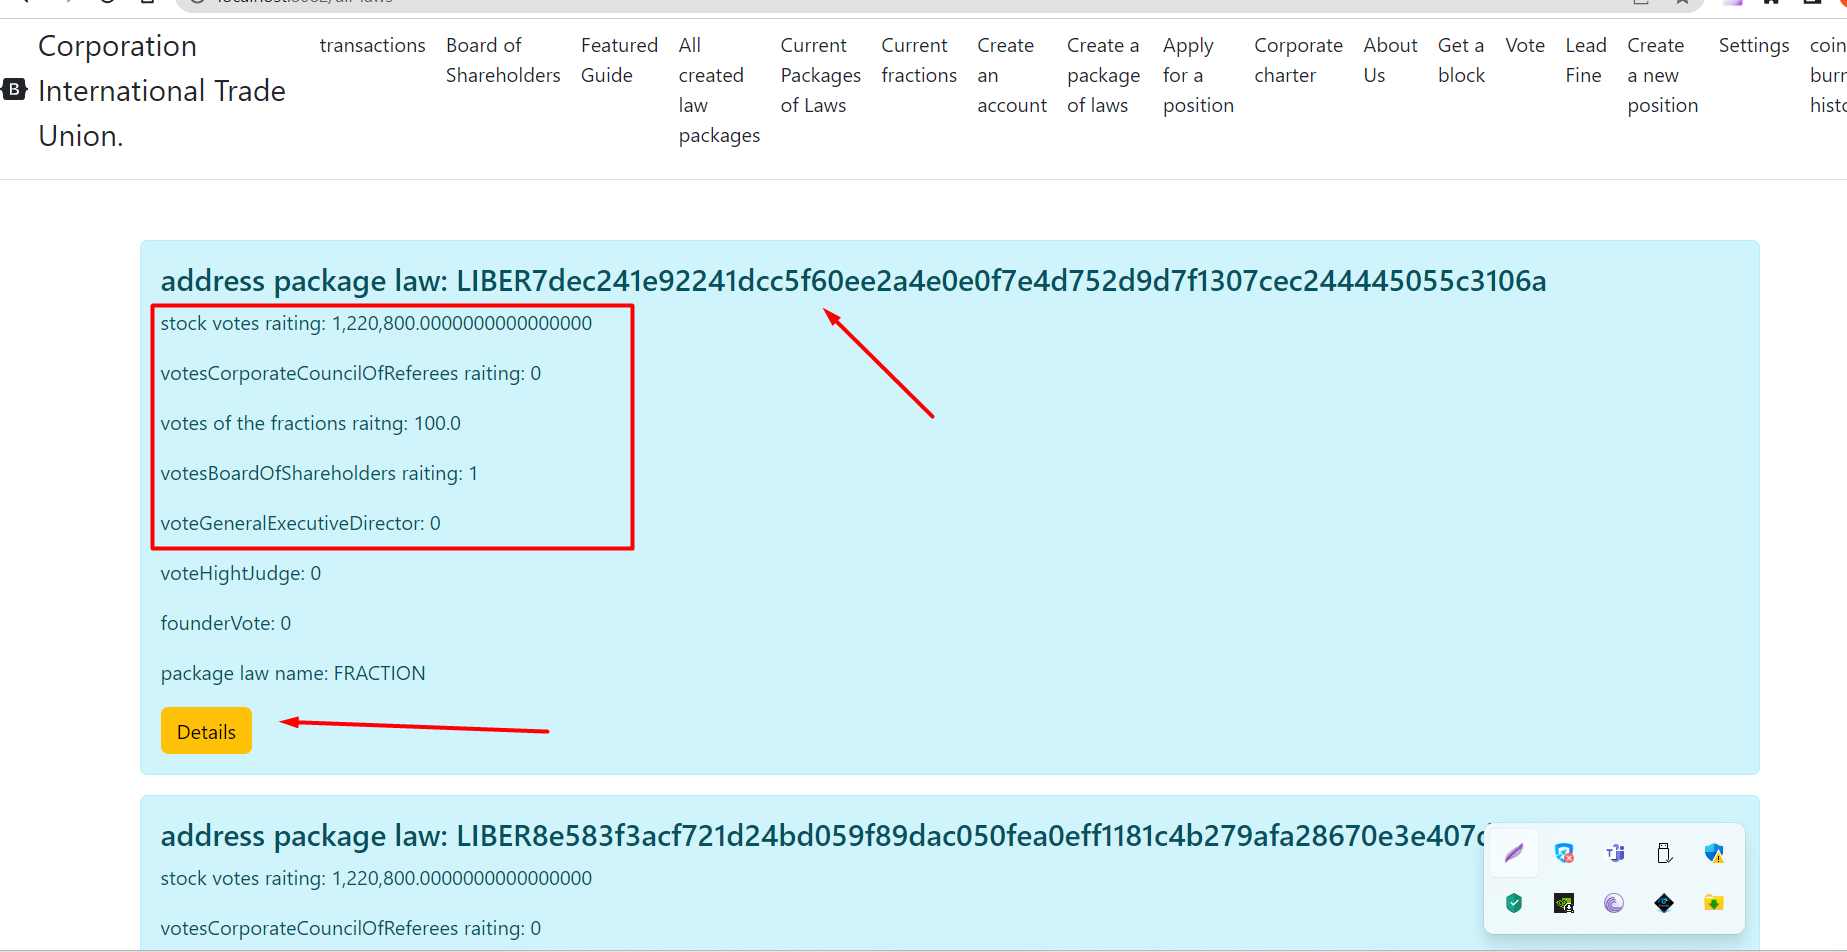 Corporation
International Trade
Union.
transactions
Board of
Shareholders
Featured
Guide
All
created
law
packages
Current
Packages
of Laws
Current
fractions
Create
an
account
Create a
package
of laws
Apply
for a
position
Corporate
charter
About
Us
Get a
block
Vote
Lead
Fine
Create
a new
position
Settings
coin
B
address package law: LIBER7dec241e92241dcc5f60ee2a4e0e0f7e4d752d9d7f1307cec244445055c3106a
stock votes raiting: 1,220,800.0000000000000000
votesCorporateCouncilOfReferees raiting: 0
votes of the fractions raitng: 100.0
votesBoardOfShareholders raiting: 1
voteGeneralExecutiveDirector: 0
voteHightJudge: 0
founderVote: 0
package law name: FRACTION
Details
address package law: LIBER8e583f3acf721d24bd059f89dac050fea0eff1181c4b279afa28670e3e407
stock votes raiting: 1,220,800.0000000000000000
votesCorporateCouncilOfReferees raiting: 0